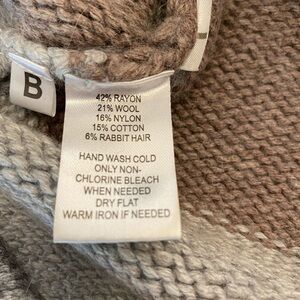 B
42% RAYON
21% WOOL
16% NYLON
15% COTTON
6% RABBIT HAIR
HAND WASH COLD
ONLY NON-
CHLORINE BLEACH
WHEN NEEDED
DRY FLAT
WARM IRON IF NEEDED